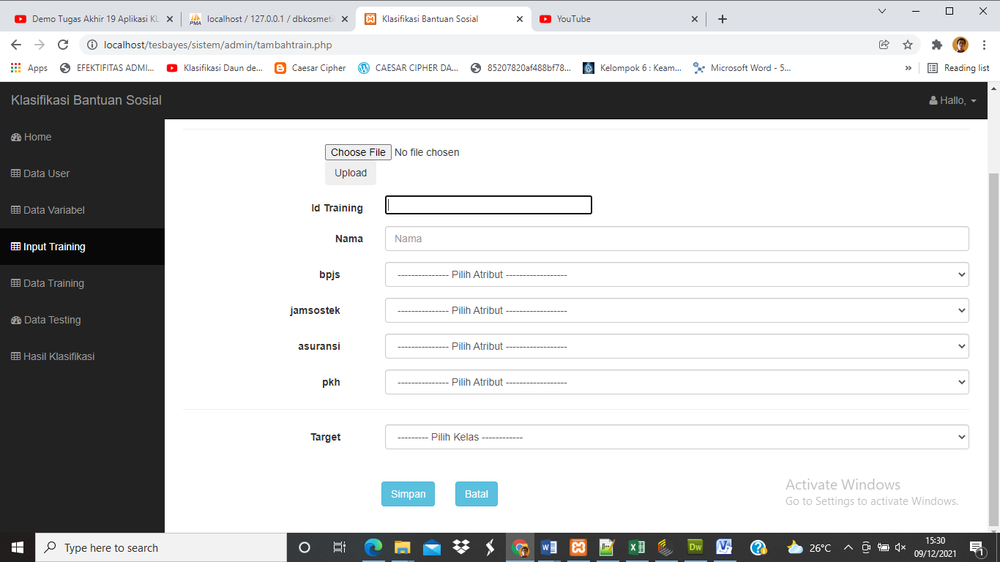 Demo Tugas Akhir 19 Aplikasi KL
localhost / 127.0.0.1 / dbkosmeti
Klasifikasi Bantuan Sosial
YouTube
localhost/tesbayes/sistem/admin/tambahtrain.php
Apps
EFEKTIFITAS ADMI...
Klasifikasi Daun de...
Caesar Cipher
CAESAR CIPHER DA...
85207820af488bf78...
Kelompok 6 : Keam...
Microsoft Word - 5...
»
Reading list
Klasifikasi Bantuan Sosial
Hallo,
Home
Data User
Data Variabel
Input Training
Data Training
Data Testing
Hasil Klasifikasi
Choose File No file chosen
Upload
Id Training
Nama
Nama
bpjs
--------------- Pilih Atribut ------------------
jamsostek
--------------- Pilih Atribut ------------------
asuransi
--------------- Pilih Atribut ------------------
pkh
--------------- Pilih Atribut ------------------
Target
--------- Pilih Kelas ------------
Simpan
Batal
Activate Windows
Go to Settings to activate Windows.
Type here to search
26°C
15:30
09/12/2021
1